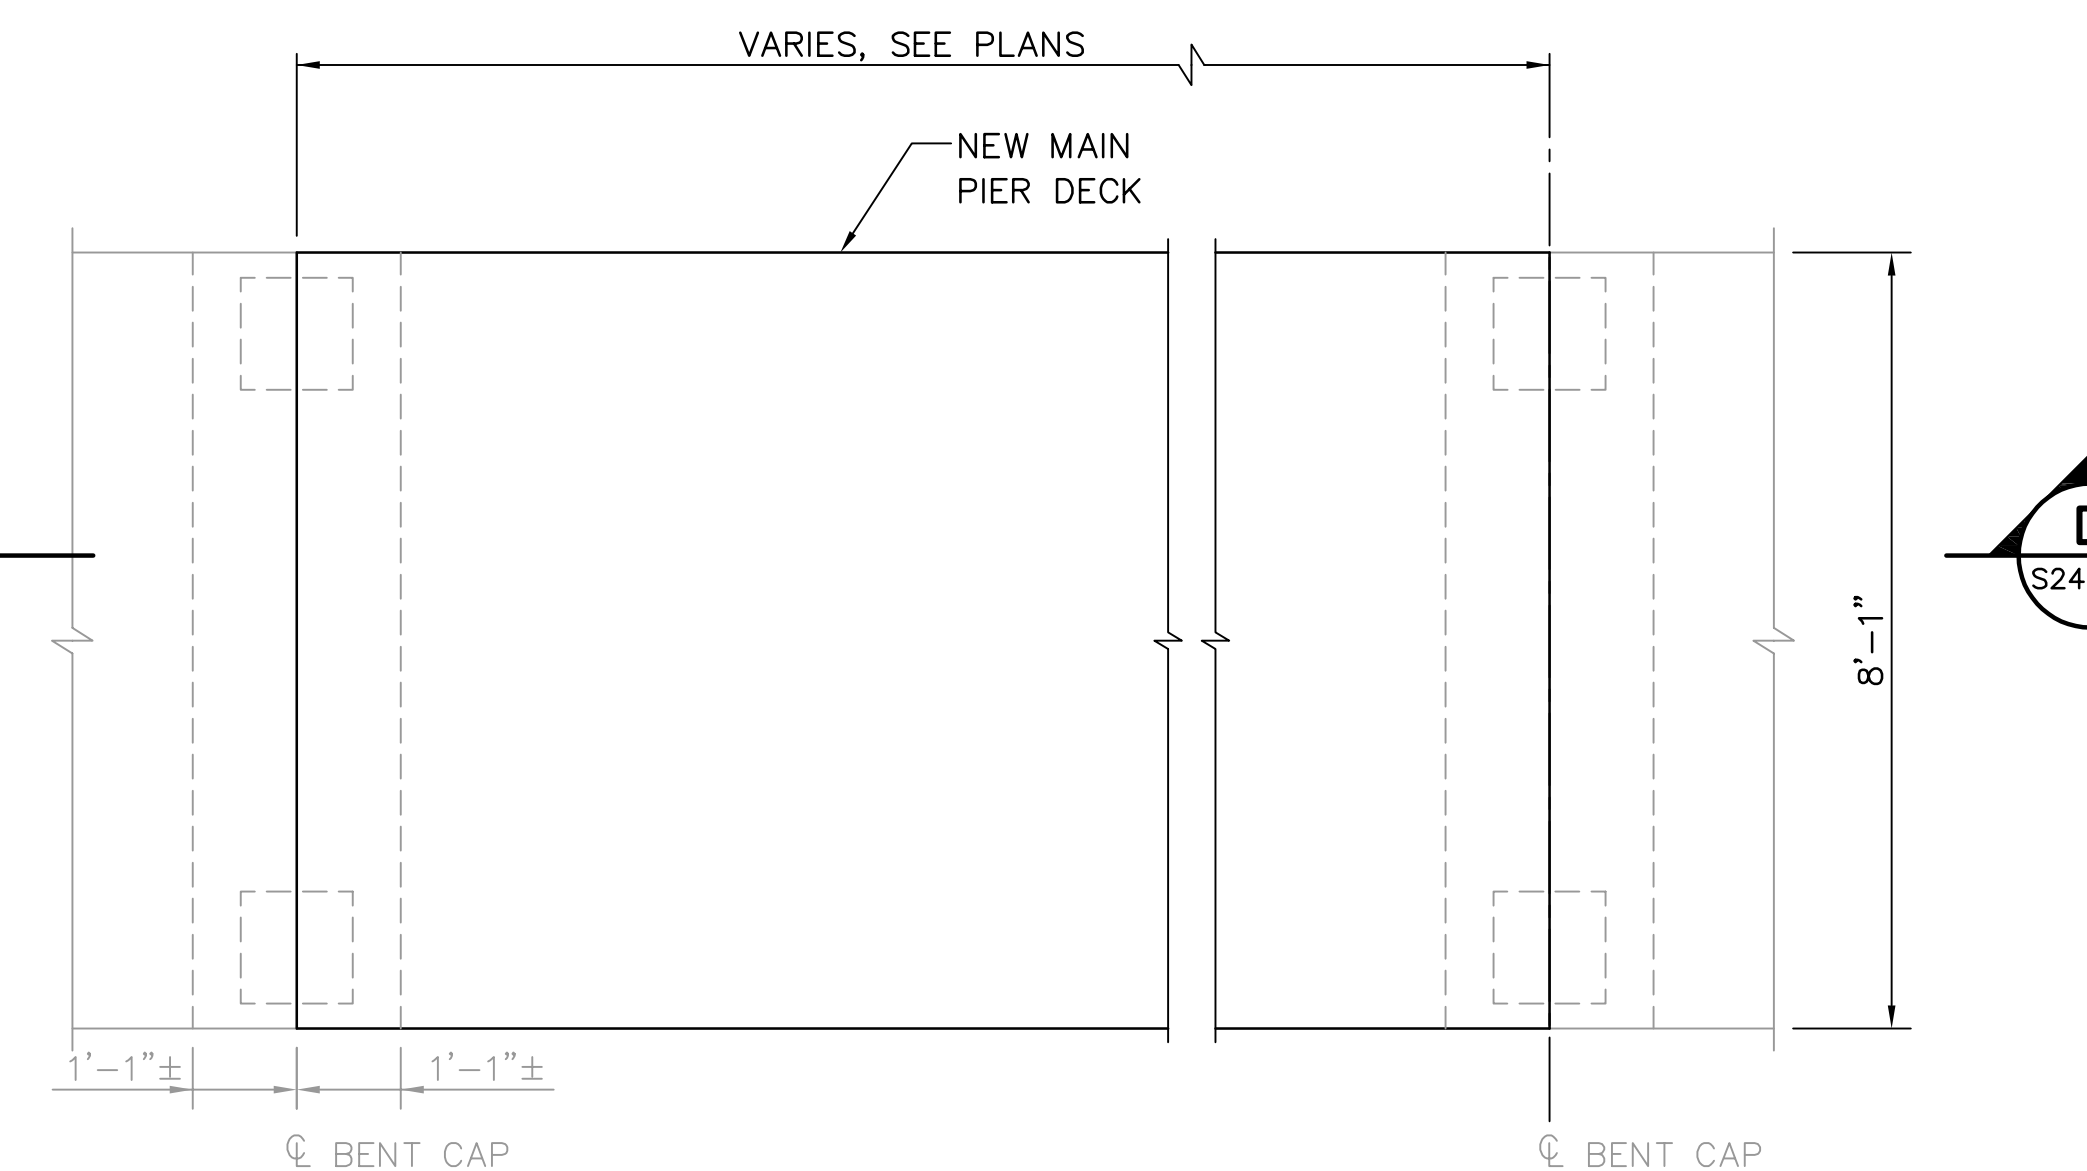 VARIES, SEE PLANS
NEW MAIN
PIER DECK
S24
8'-1"
1'-1"±
1'-1"±
℄ BENT CAP
℄ BENT CAP